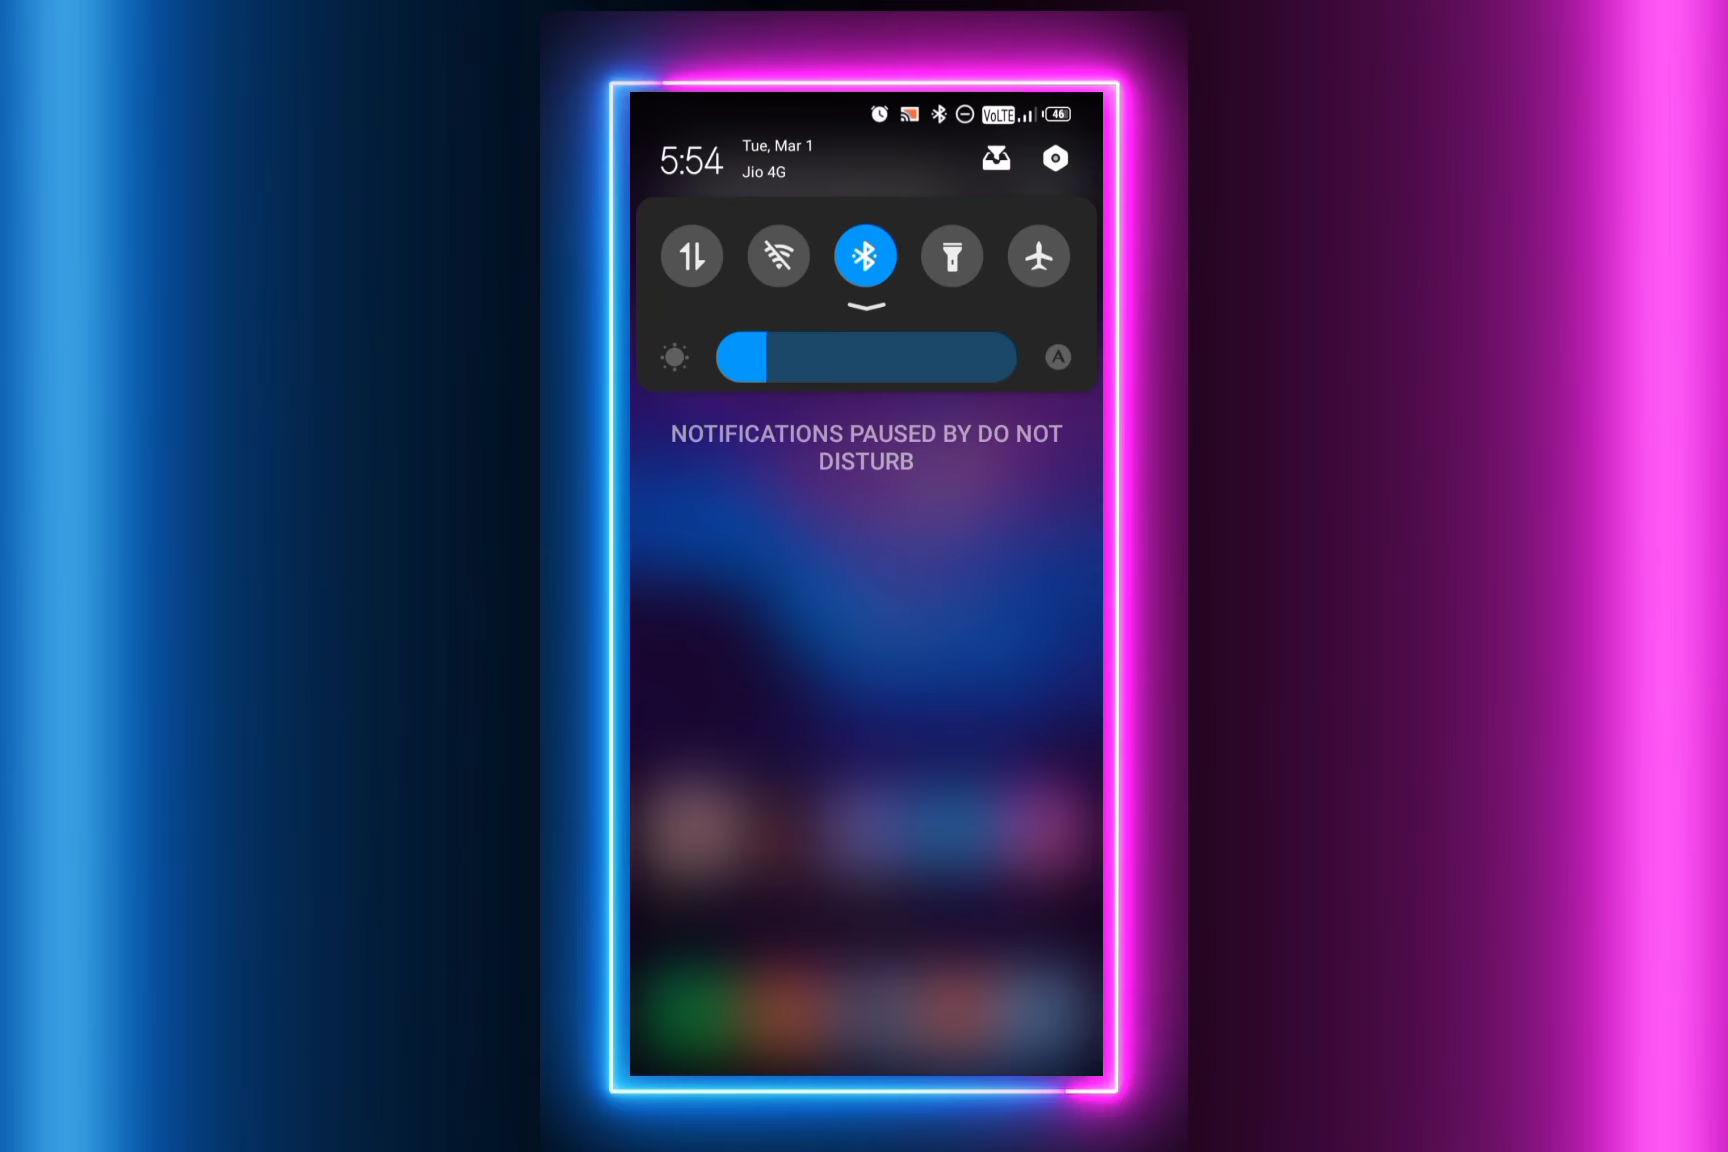 VoLTE 46
5:54
Tue, Mar 1
Jio 4G
A
NOTIFICATIONS PAUSED BY DO NOT
DISTURB